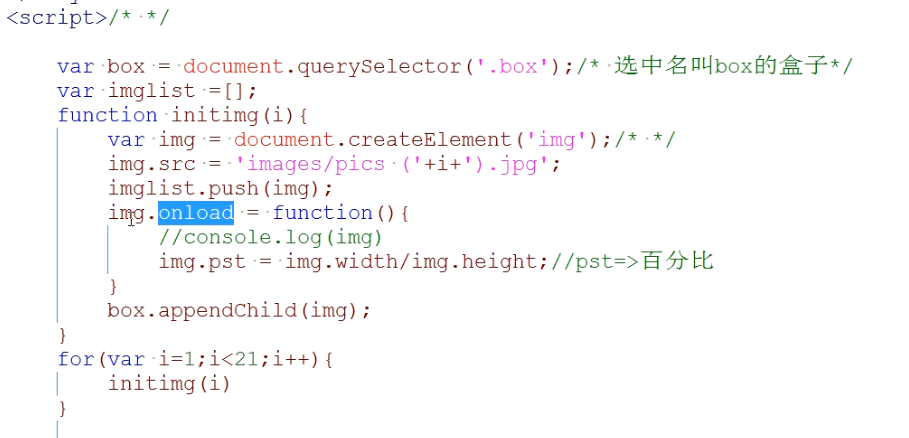 <script>/* */
var box = document.querySelector('.box');/* 选中名叫box的盒子*/
var imglist =[];
function initimg(i){
var img = document.createElement('img');/* */
img.src = 'images/pics ('+i+').jpg';
imglist.push(img);
img.onload = function(){
//console.log(img)
img.pst = img.width/img.height;//pst=>百分比
}
box.appendChild(img);
}
for(var i=1;i<21;i++){
initimg(i)
}